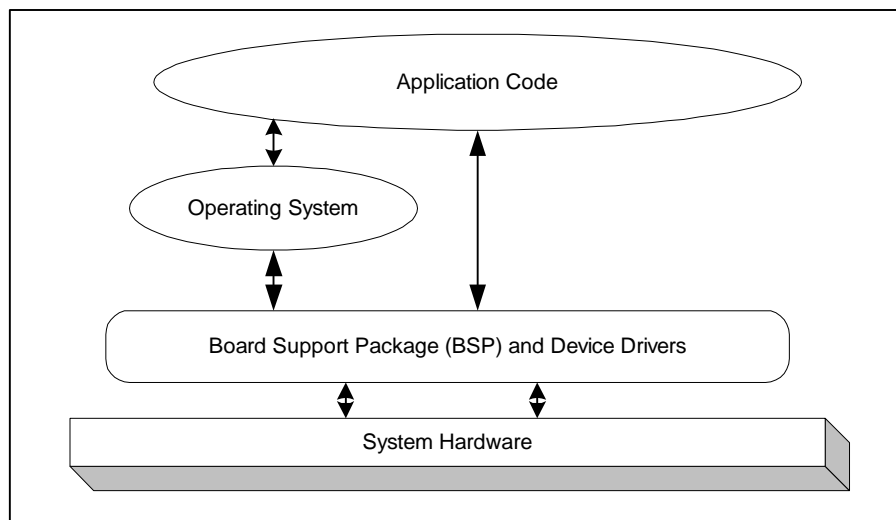 Application Code
Operating System
Board Support Package (BSP) and Device Drivers
System Hardware